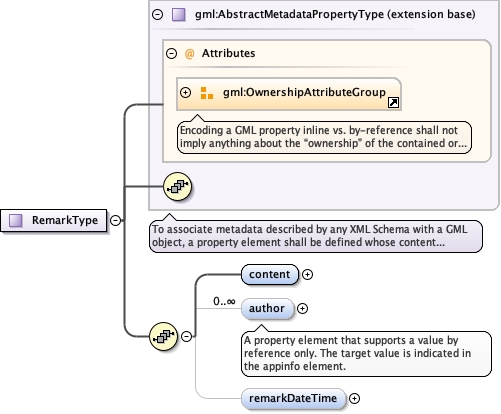 gml:AbstractMetadataPropertyType (extension base)
@ Attributes
gml:OwnershipAttributeGroup
Encoding a GML property inline vs. by-reference shall not
imply anything about the “ownership” of the contained or...
RemarkType
To associate metadata described by any XML Schema with a GML
object, a property element shall be defined whose content...
content
0..∞
author
A property element that supports a value by
reference only. The target value is indicated in
the appinfo element.
remarkDateTime